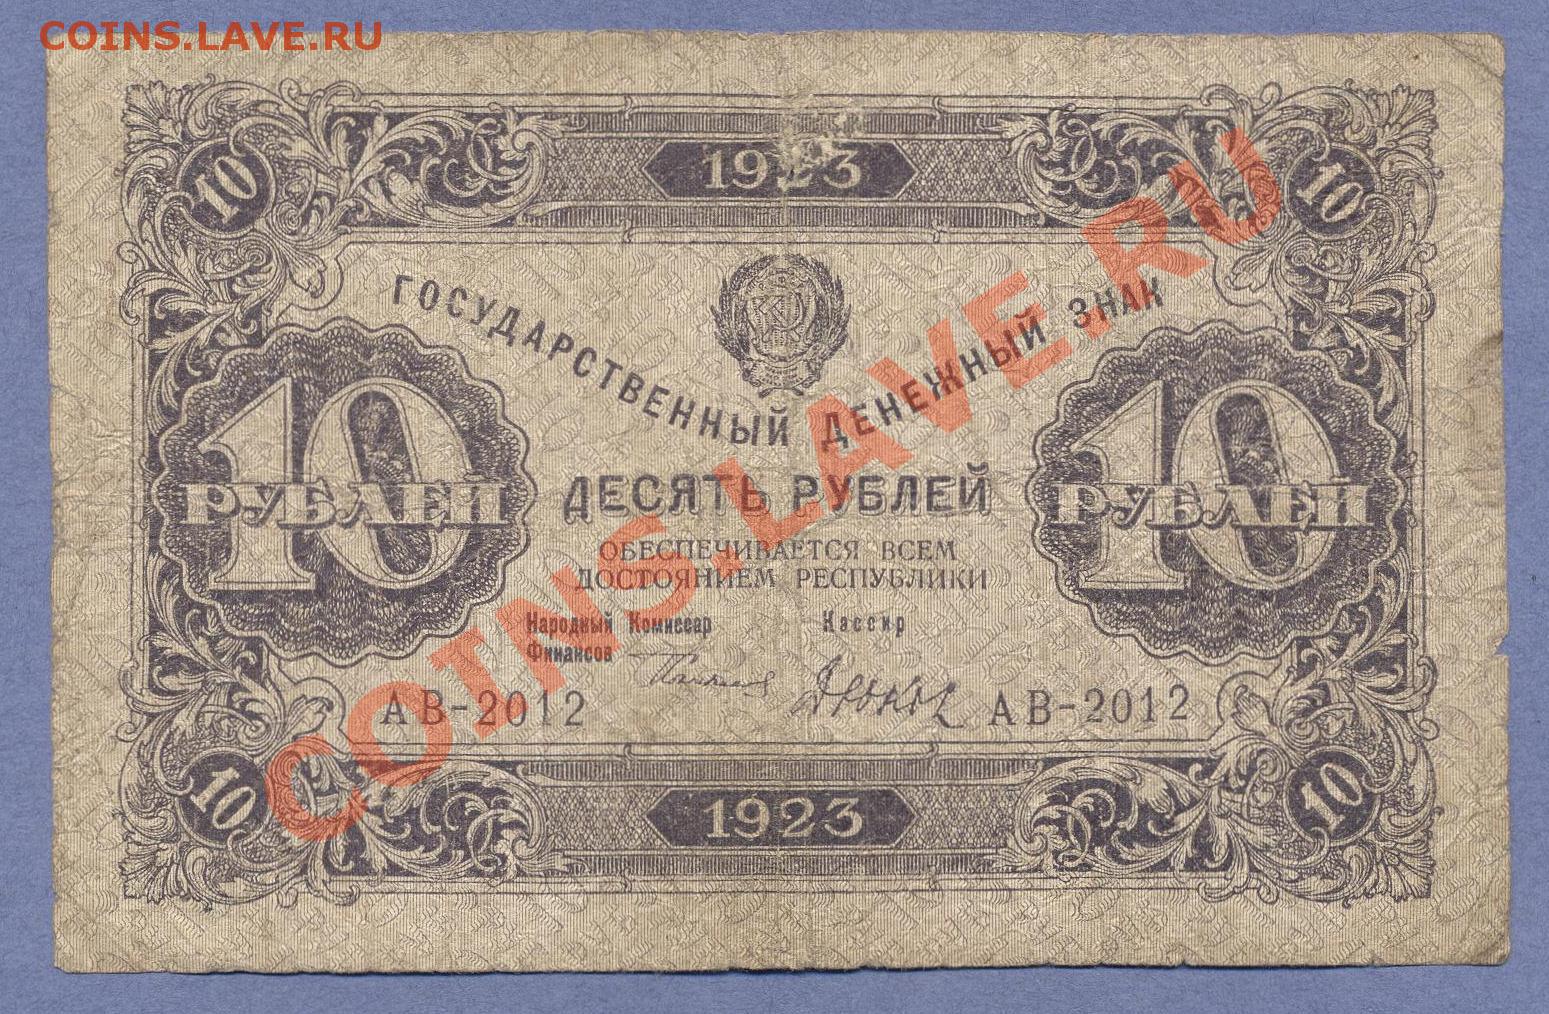 COINS.LAVE.RU
1923
10 10
ГОСУДАРСТВЕННЫЙ ДЕНЕЖНЫЙ ЗНАК
10 РУБЛЕЙ
10 РУБЛЕЙ
ДЕСЯТЬ РУБЛЕЙ
ОБЕСПЕЧИВАЕТСЯ ВСЕМ
ДОСТОЯНИЕМ РЕСПУБЛИКИ
Народный Комиссар Кассир
Финансов
АВ-2012 АВ-2012
10 10
1923
COINS.LAVE.RU